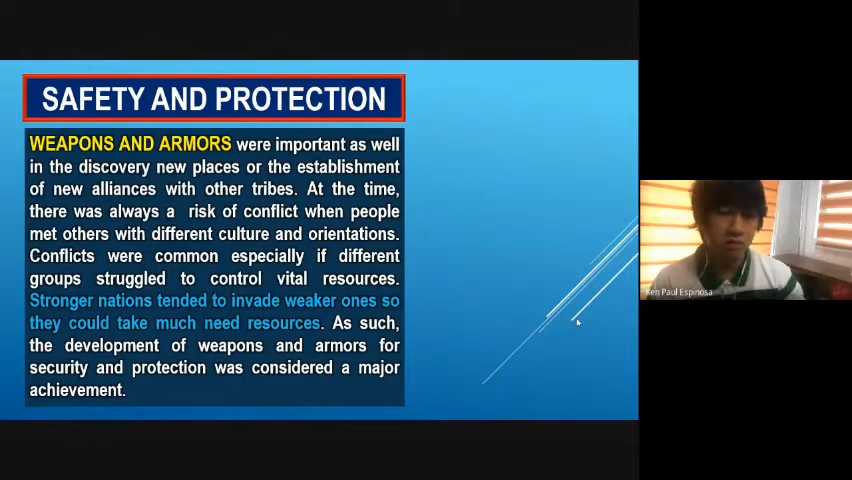 SAFETY AND PROTECTION
WEAPONS AND ARMORS were important as well
in the discovery new places or the establishment
of new alliances with other tribes. At the time,
there was always a risk of conflict when people
met others with different culture and orientations.
Conflicts were common especially if different
groups struggled to control vital resources.
Stronger nations tended to invade weaker ones so
they could take much need resources. As such,
the development of weapons and armors for
security and protection was considered a major
achievement.
Ken Paul Espinosa